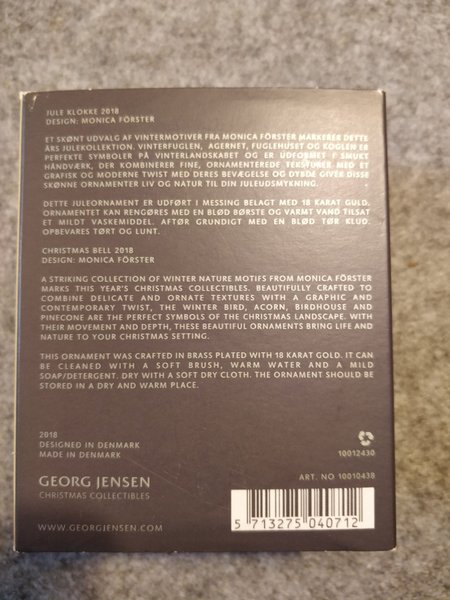 JULE KLOKKE 2018
DESIGN: MONICA FÖRSTER
ET SKØNT UDVALG AF VINTERMOTIVER FRA MONICA FÖRSTER MARKERER DETTE
ÅRS JULEKOLLEKTION. VINTERFUGLEN, AGERNET, FUGLEHUSET OG KOGLEN ER
PERFEKTE SYMBOLER PÅ VINTERLANDSKABET OG ER UDFORMET I SMUKT
HÅNDVÆRK, DER KOMBINERER FINE, ORNAMENTEREDE TEKSTURER MED ET
GRAFISK OG MODERNE TWIST MED DERES BEVÆGELSE OG DYBDE GIVER DISSE
SKØNNE ORNAMENTER LIV OG NATUR TIL DIN JULEUDSMYKNING.
DETTE JULEORNAMENT ER UDFØRT I MESSING BELAGT MED 18 KARAT GULD.
ORNAMENTET KAN RENGØRES MED EN BLØD BØRSTE OG VARMT VAND TILSAT
ET MILDT VASKEMIDDEL. AFTØR GRUNDIGT MED EN BLØD TØR KLUD.
OPBEVARES TØRT OG LUNT.
CHRISTMAS BELL 2018
DESIGN: MONICA FÖRSTER
A STRIKING COLLECTION OF WINTER NATURE MOTIFS FROM MONICA FÖRSTER
MARKS THIS YEAR'S CHRISTMAS COLLECTIBLES. BEAUTIFULLY CRAFTED TO
COMBINE DELICATE AND ORNATE TEXTURES WITH A GRAPHIC AND
CONTEMPORARY TWIST, THE WINTER BIRD, ACORN, BIRDHOUSE AND
PINECONE ARE THE PERFECT SYMBOLS OF THE CHRISTMAS LANDSCAPE. WITH
THEIR MOVEMENT AND DEPTH, THESE BEAUTIFUL ORNAMENTS BRING LIFE AND
NATURE TO YOUR CHRISTMAS SETTING.
THIS ORNAMENT WAS CRAFTED IN BRASS PLATED WITH 18 KARAT GOLD. IT CAN
BE CLEANED WITH A SOFT BRUSH, WARM WATER AND A MILD
SOAP/DETERGENT. DRY WITH A SOFT DRY CLOTH. THE ORNAMENT SHOULD BE
STORED IN A DRY AND WARM PLACE.
2018
DESIGNED IN DENMARK
MADE IN DENMARK
10012430
GEORG JENSEN
CHRISTMAS COLLECTIBLES
ART. NO 10010438
WWW.GEORGJENSEN.COM
5 713275 040712